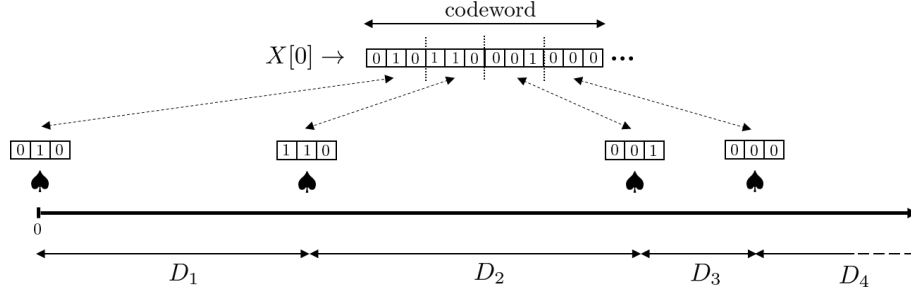 codeword
X[0] → 0 1 0 1 1 0 0 0 1 0 0 0 •••
0 1 0 1 1 0 0 0 1 0 0 0
0
D₁ D₂ D₃ D₄